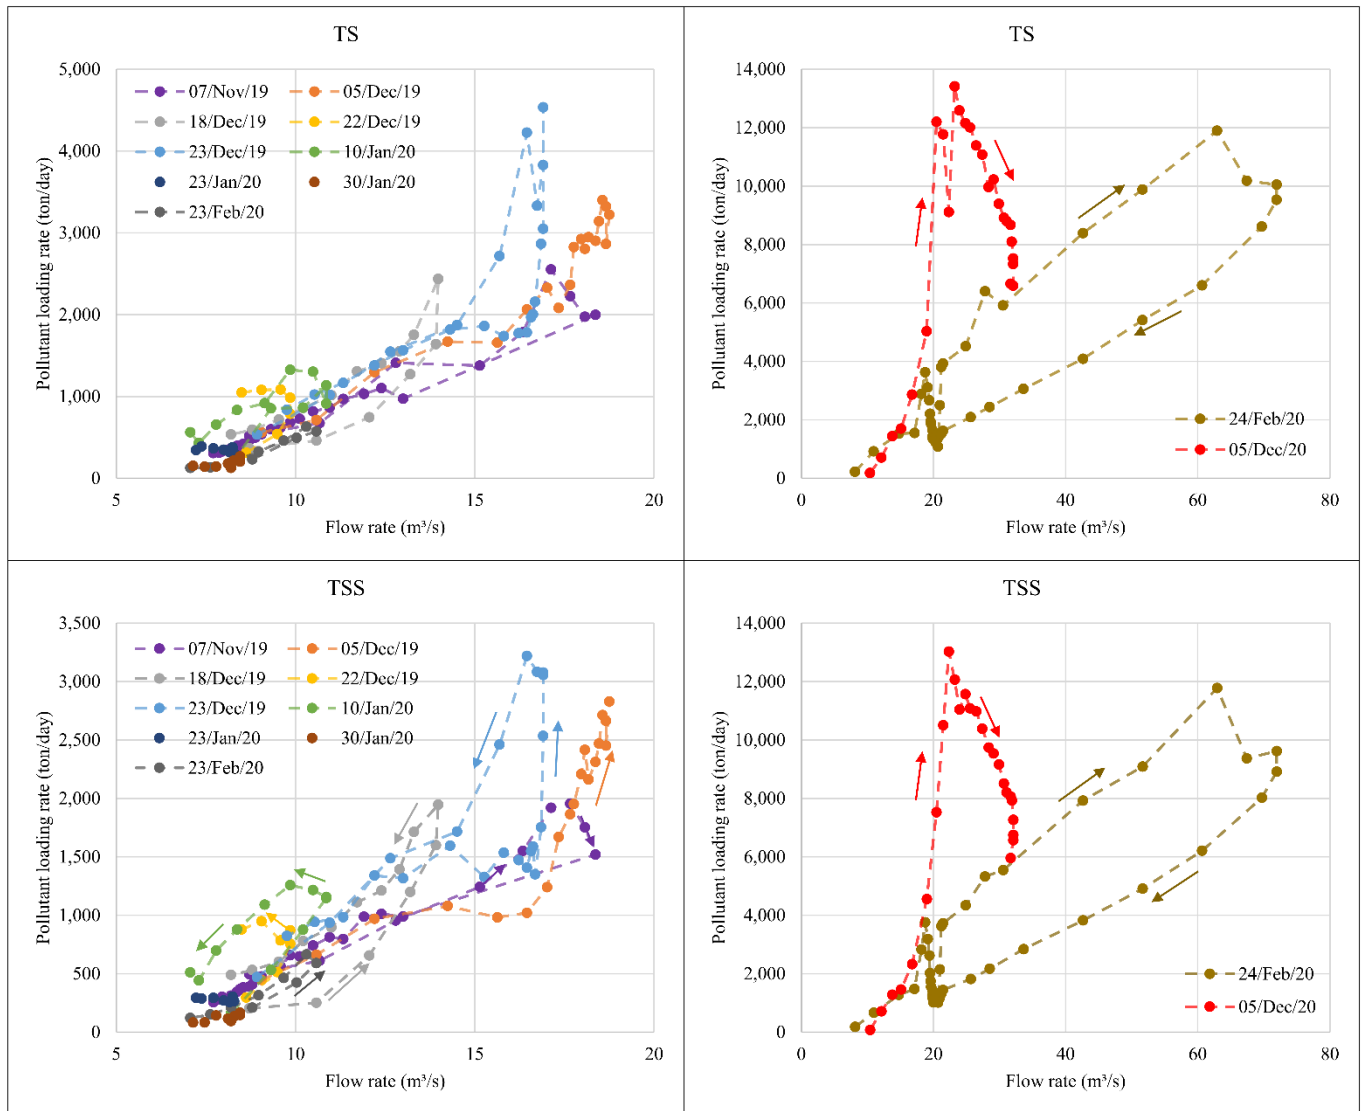 TS
Pollutant loading rate (ton/day)
5,000
4,000
3,000
2,000
1,000
0
07/Nov/19 05/Dec/19
18/Dec/19 22/Dec/19
23/Dec/19 10/Jan/20
23/Jan/20 30/Jan/20
23/Feb/20
5 10 15 20
Flow rate (m³/s)
TS
Pollutant loading rate (ton/day)
14,000
12,000
10,000
8,000
6,000
4,000
2,000
0
24/Feb/20
05/Dec/20
0 20 40 60 80
Flow rate (m³/s)
TSS
Pollutant loading rate (ton/day)
3,500
3,000
2,500
2,000
1,500
1,000
500
0
07/Nov/19 05/Dec/19
18/Dec/19 22/Dec/19
23/Dec/19 10/Jan/20
23/Jan/20 30/Jan/20
23/Feb/20
5 10 15 20
Flow rate (m³/s)
TSS
Pollutant loading rate (ton/day)
14,000
12,000
10,000
8,000
6,000
4,000
2,000
0
24/Feb/20
05/Dec/20
0 20 40 60 80
Flow rate (m³/s)